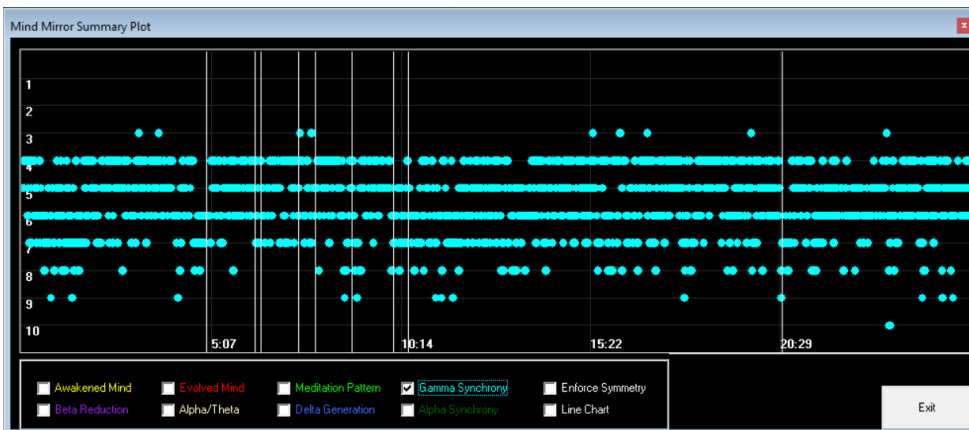 Mind Mirror Summary Plot
x
1
2
3
4
5
6
7
8
9
10
5:07 10:14 15:22 20:29
Awakened Mind Evolved Mind Meditation Pattern Gamma Synchrony Enforce Symmetry
Beta Reduction Alpha/Theta Delta Generation Alpha Synchrony Line Chart
Exit